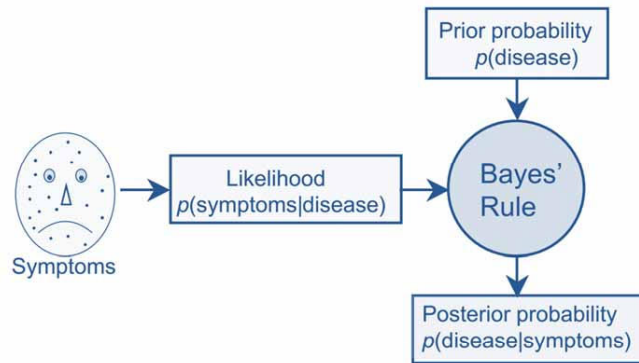 Prior probability
p(disease)
Likelihood
p(symptoms|disease)
Bayes’
Rule
Symptoms
Posterior probability
p(disease|symptoms)